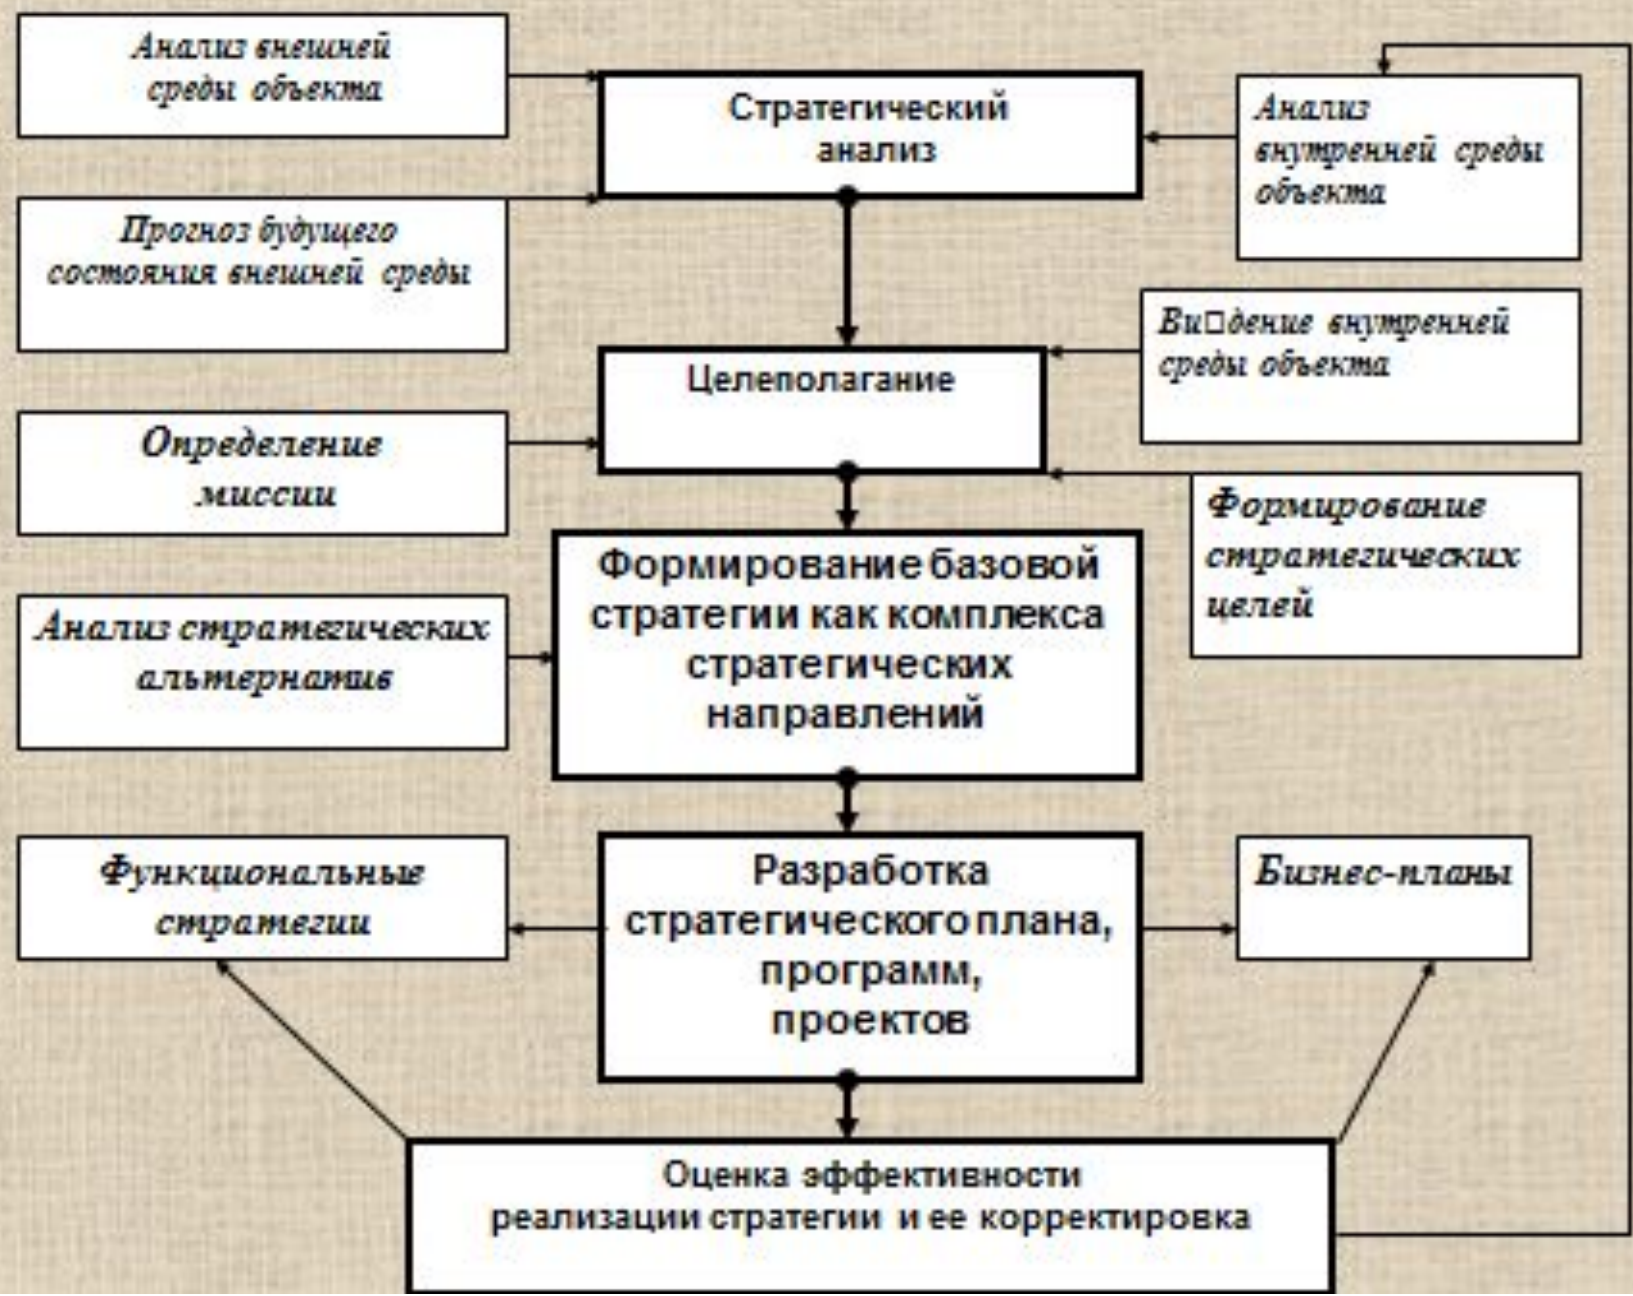 Анализ внешней
среды объекта
Стратегический
анализ
Анализ
внутренней среды
объекта
Прогноз будущего
состояния внешней среды
Ви□дение внутренней
среды объекта
Целеполагание
Определение
миссии
Формирование
стратегических
целей
Формирование базовой
стратегии как комплекса
стратегических
направлений
Анализ стратегических
альтернатив
Функциональные
стратегии
Разработка
стратегического плана,
программ,
проектов
Бизнес-планы
Оценка эффективности
реализации стратегии и ее корректировка